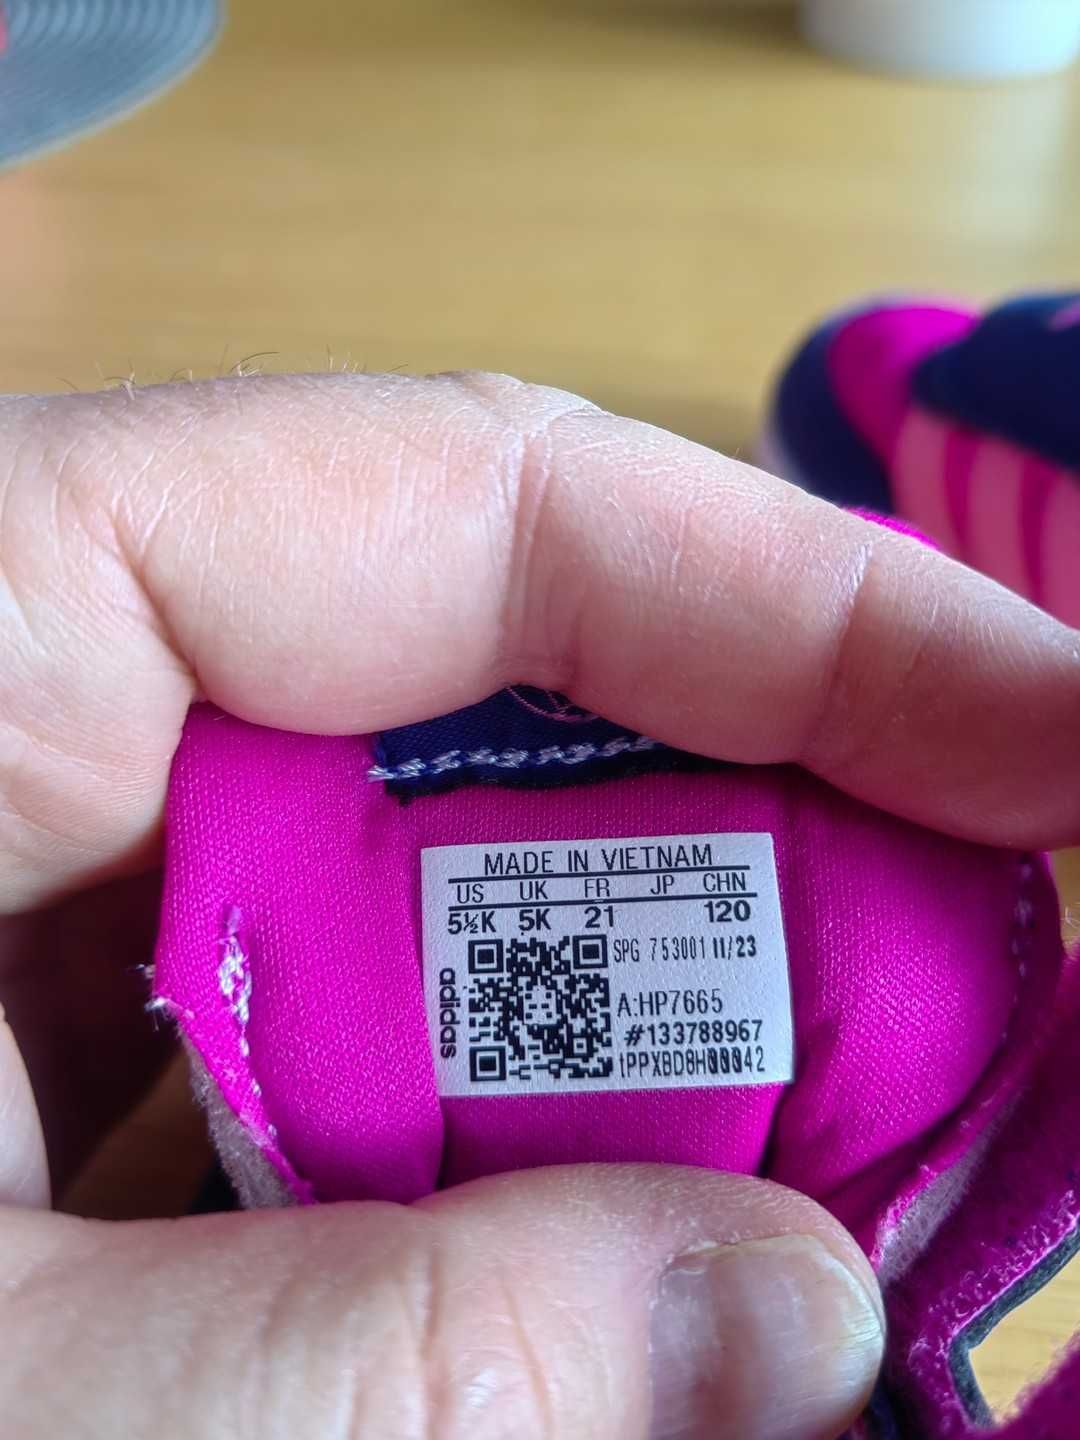 MADE IN VIETNAM
US UK FR JP CHN
5½K 5K 21 120
SPG 753001 11/23
A:HP7665
#133788967
tPPXBD8H00042
adidas